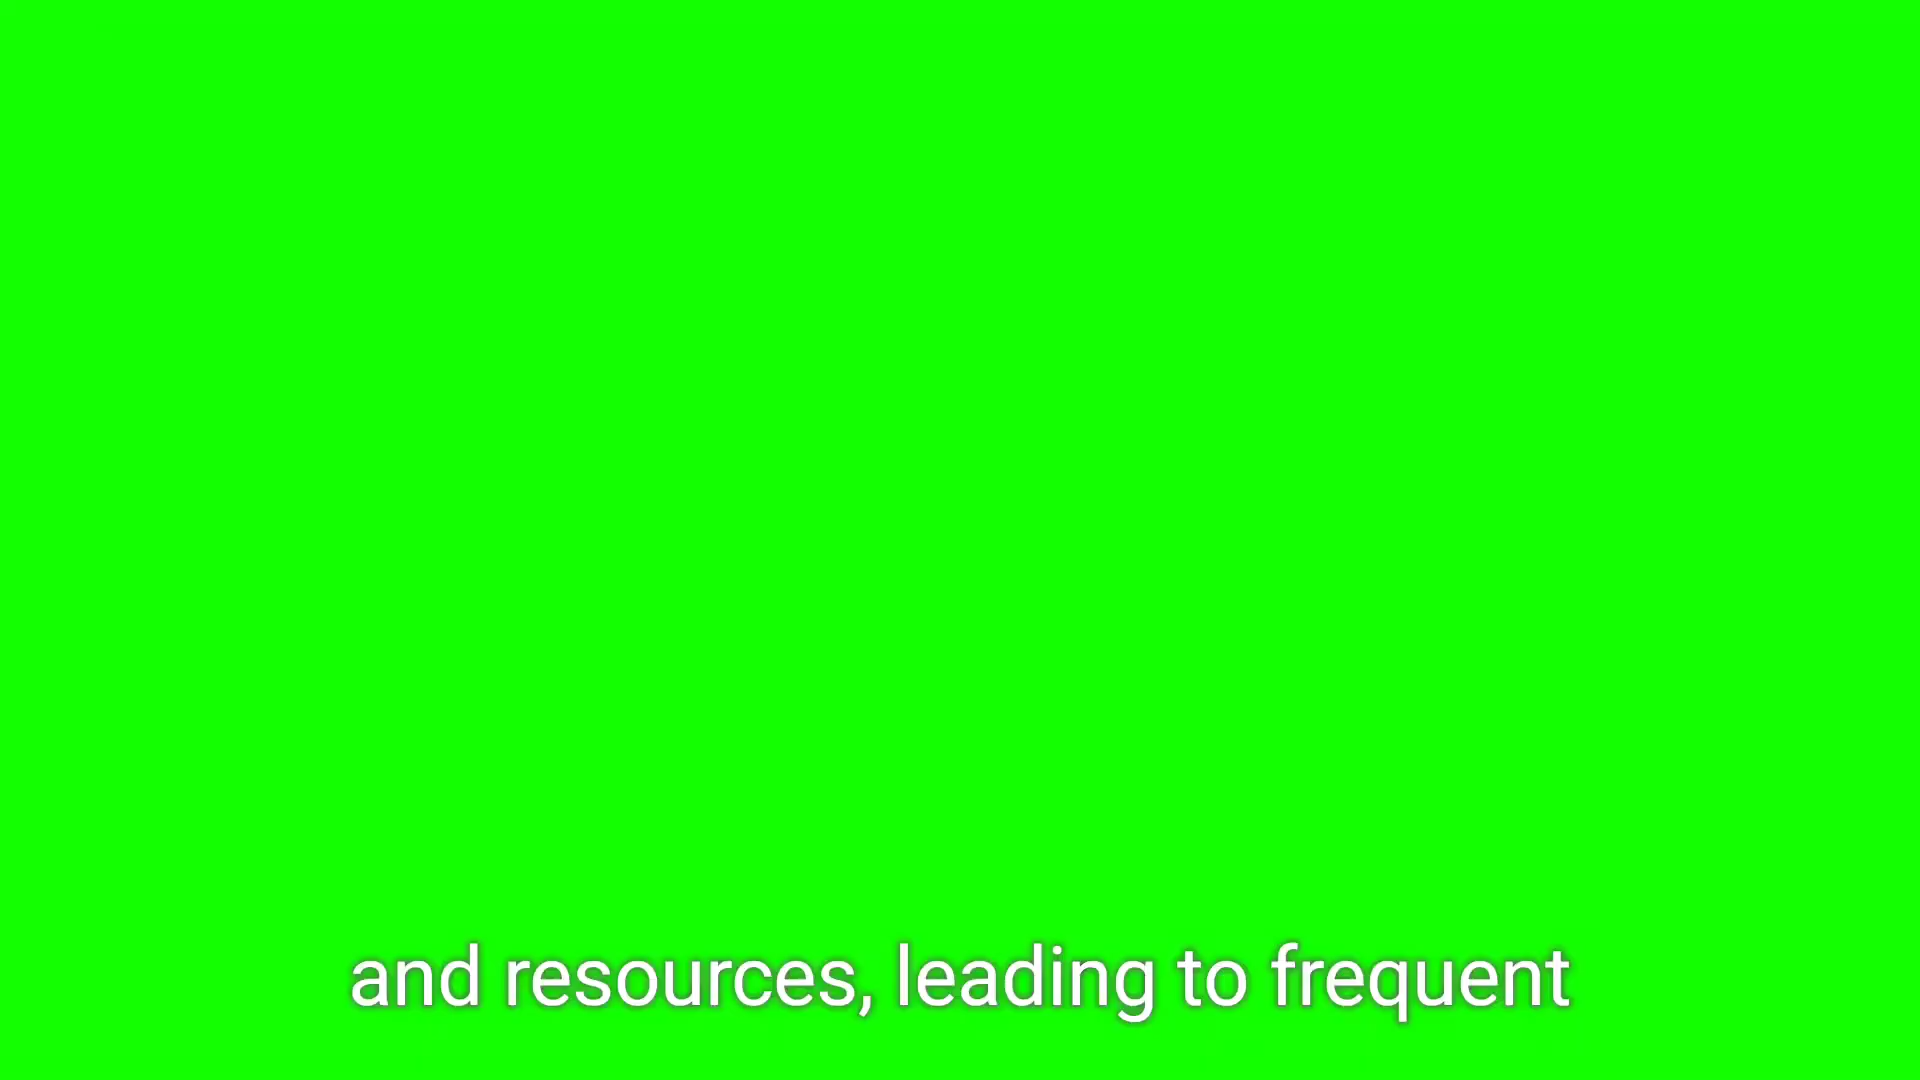 and resources, leading to frequent